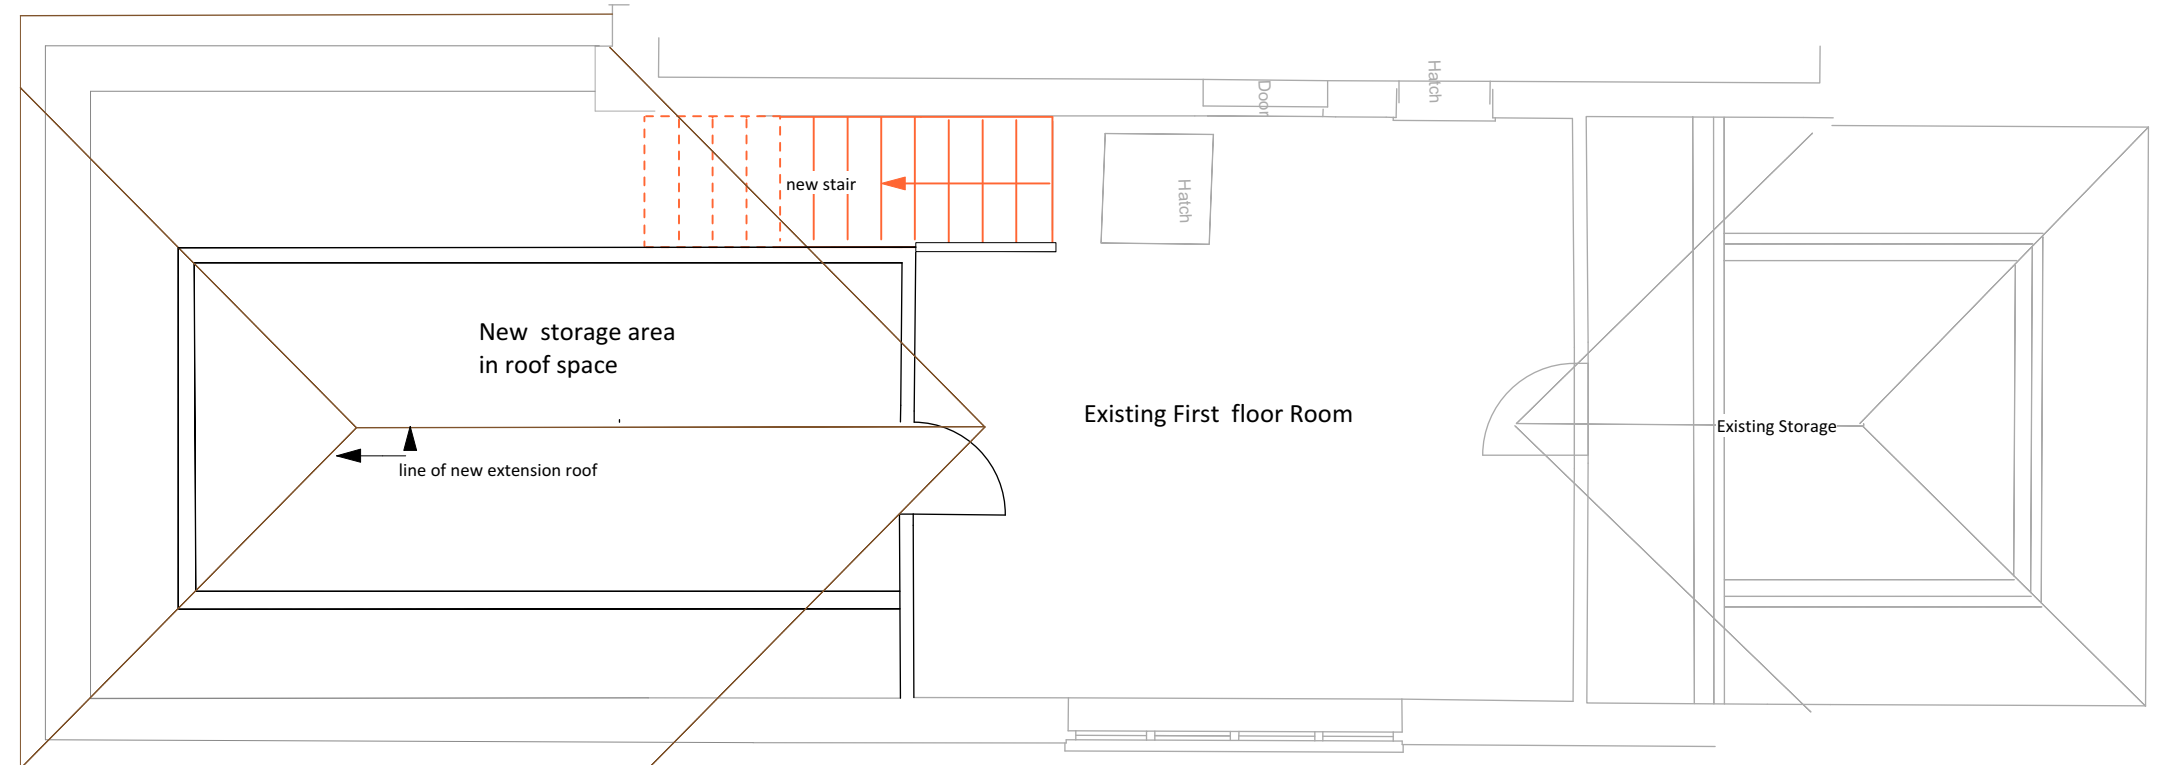 Hatch
Door
new stair
Hatch
New storage area
in roof space
Existing First floor Room
Existing Storage
line of new extension roof